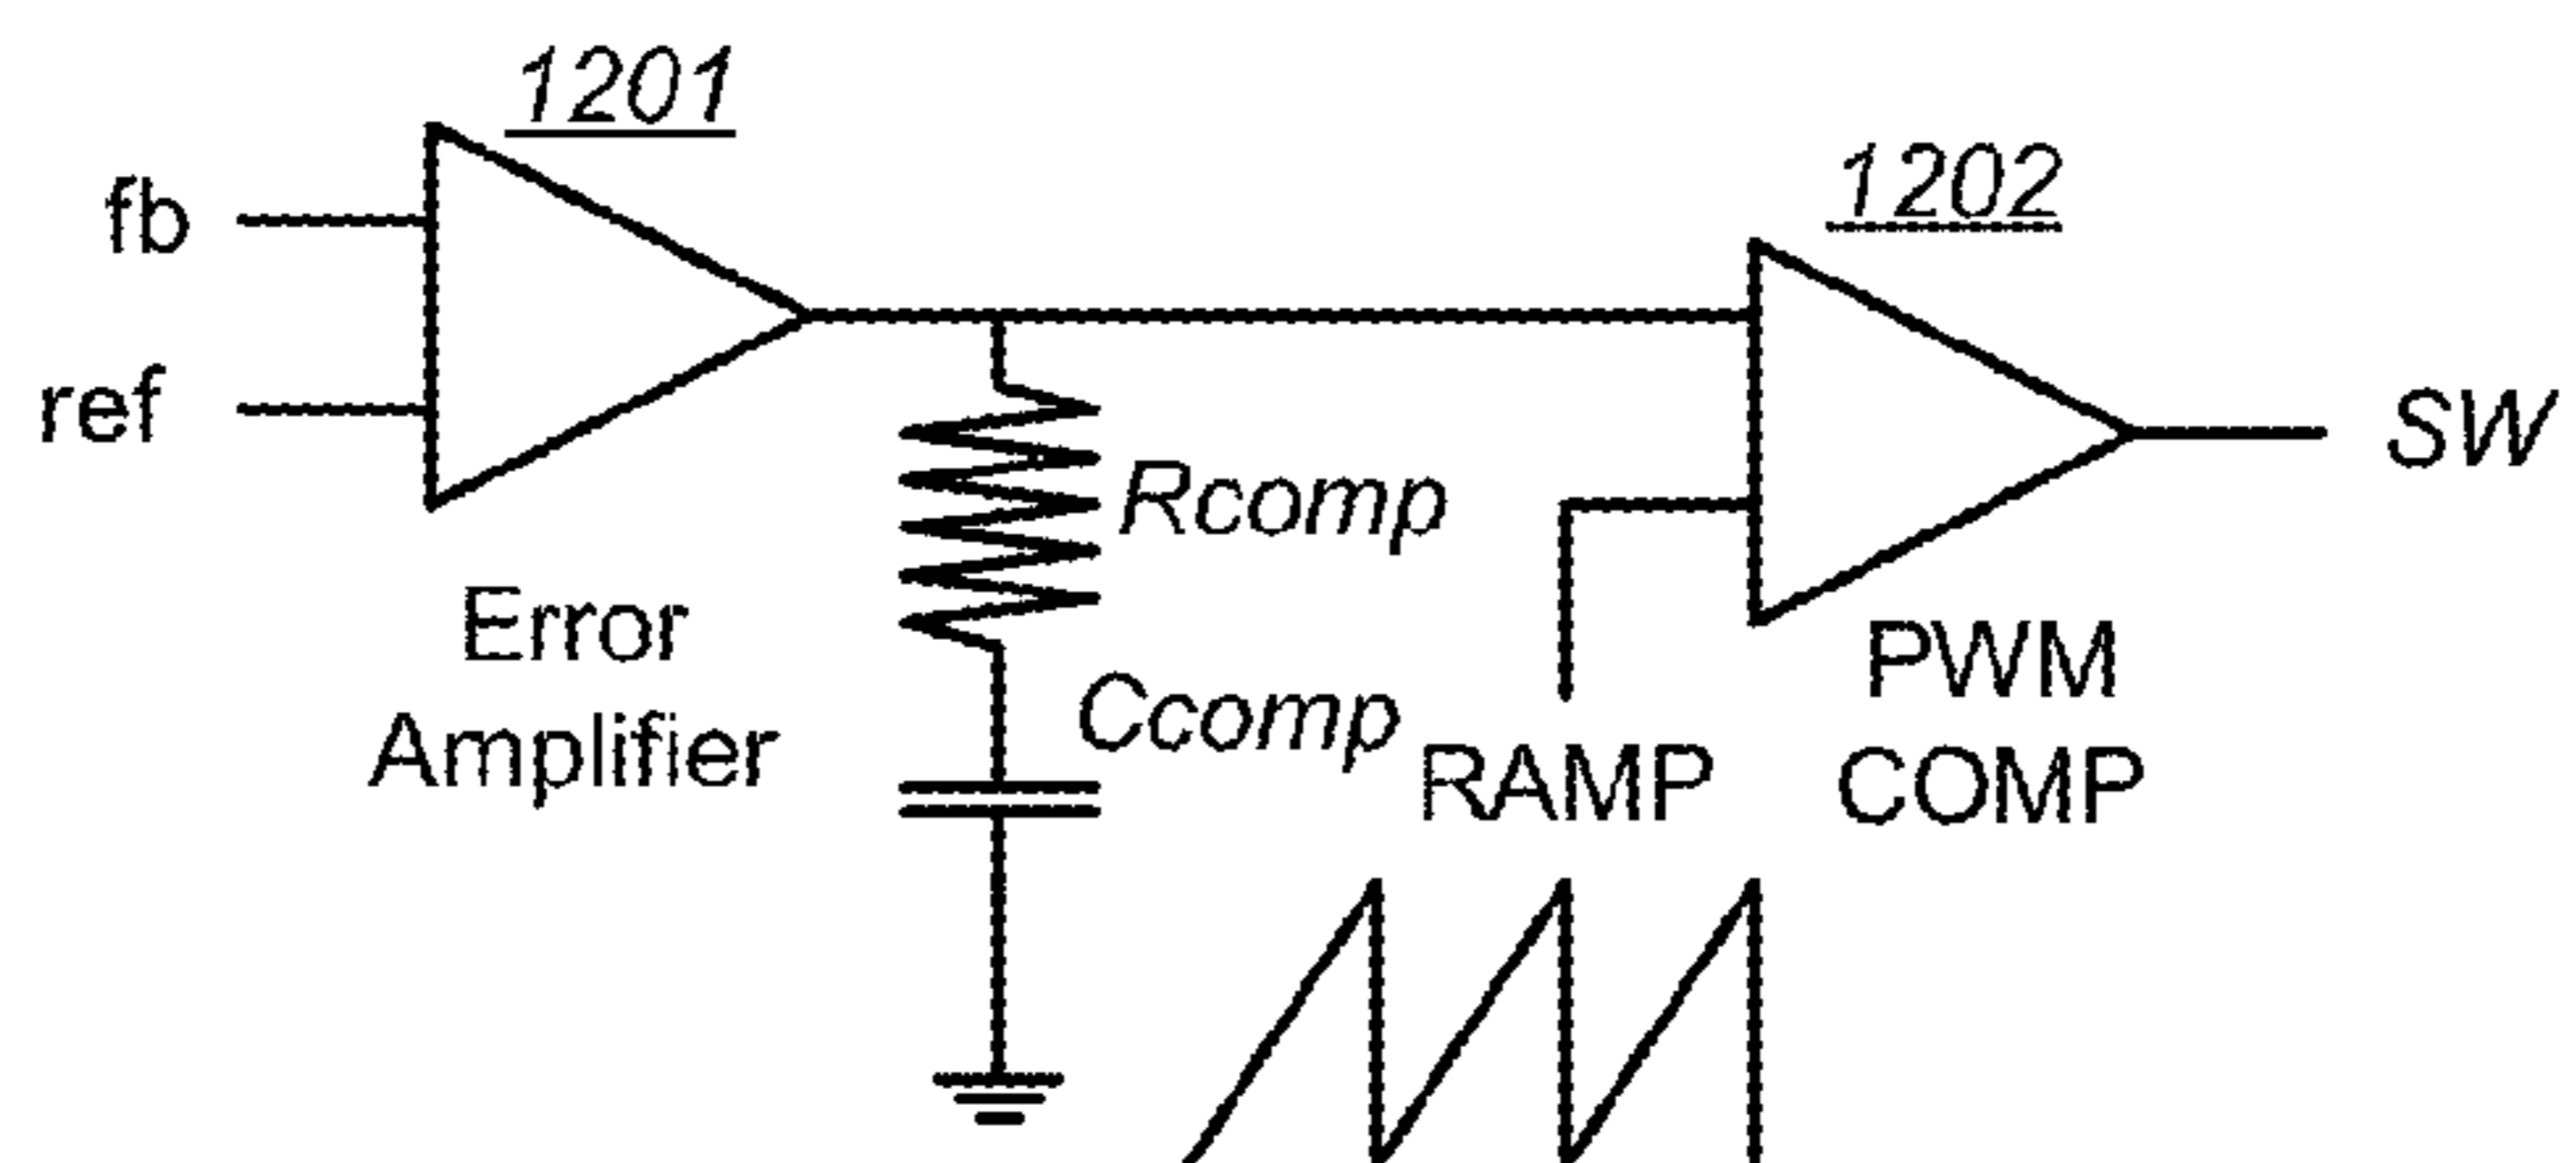 1201
1202
fb
ref
SW
Rcomp
Error
Amplifier
Ccomp
RAMP
PWM
COMP